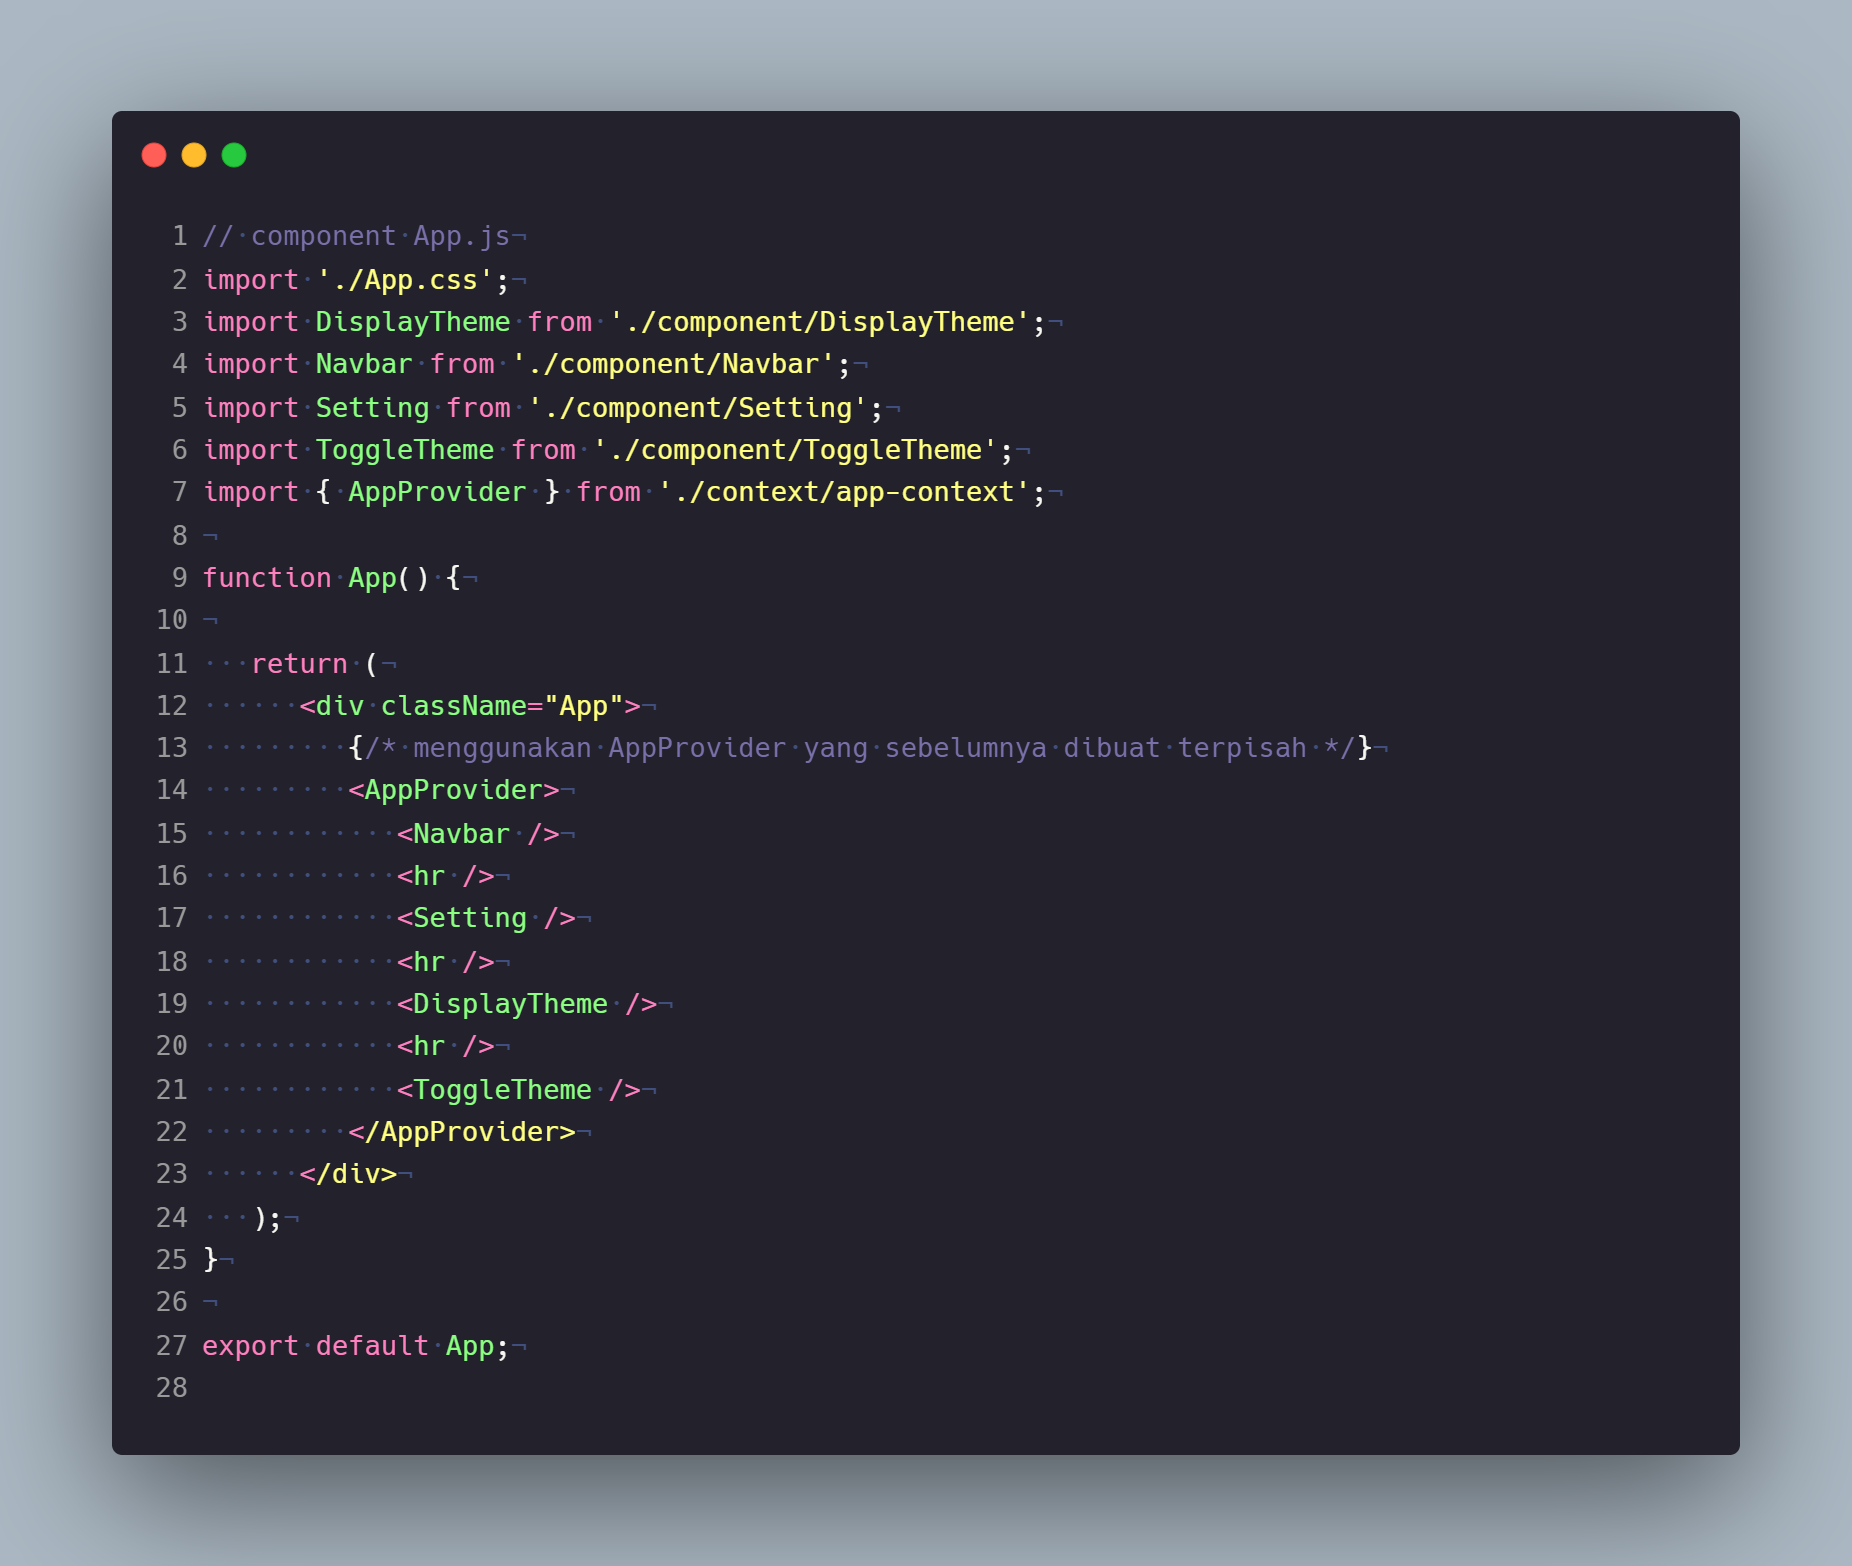 1 // component App.js
2 import './App.css';
3 import DisplayTheme from './component/DisplayTheme';
4 import Navbar from './component/Navbar';
5 import Setting from './component/Setting';
6 import ToggleTheme from './component/ToggleTheme';
7 import { AppProvider } from './context/app-context';
8
9 function App() {
10
11    return (
12       <div className="App">
13          {/* menggunakan AppProvider yang sebelumnya dibuat terpisah */}
14          <AppProvider>
15             <Navbar />
16             <hr />
17             <Setting />
18             <hr />
19             <DisplayTheme />
20             <hr />
21             <ToggleTheme />
22          </AppProvider>
23       </div>
24    );
25 }
26
27 export default App;
28